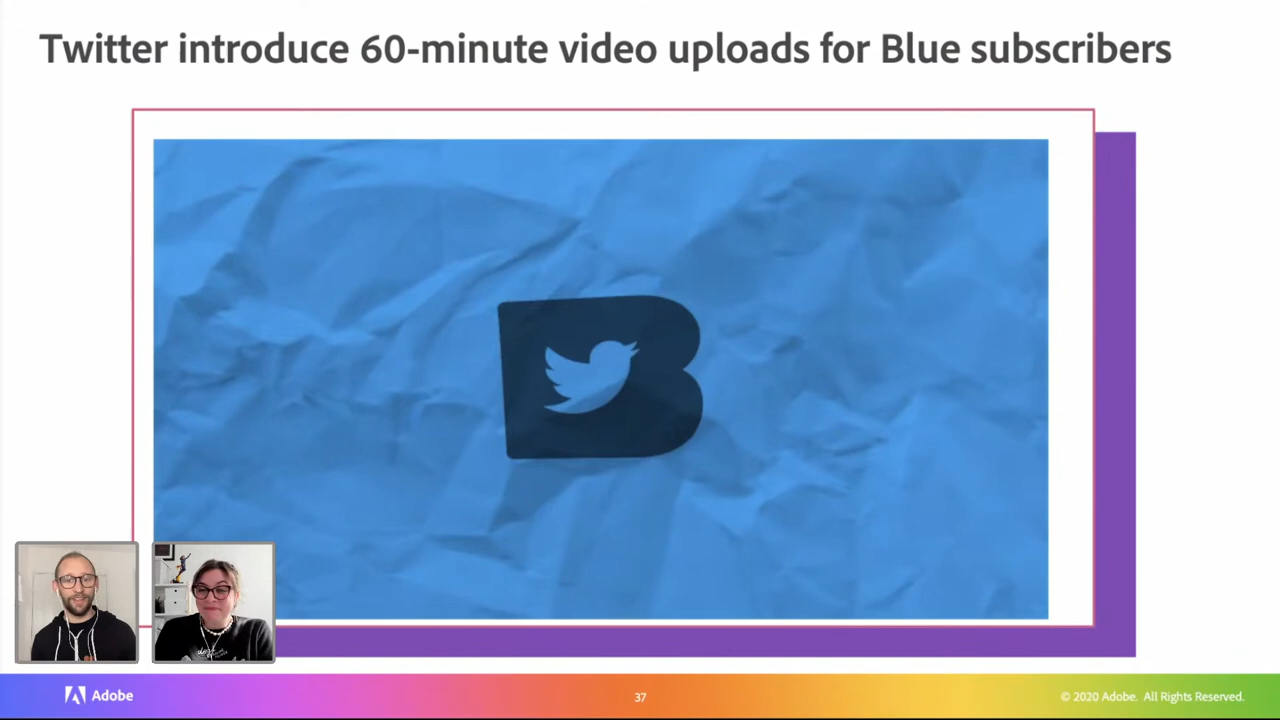 Twitter introduce 60-minute video uploads for Blue subscribers
Adobe
37
© 2020 Adobe. All Rights Reserved.